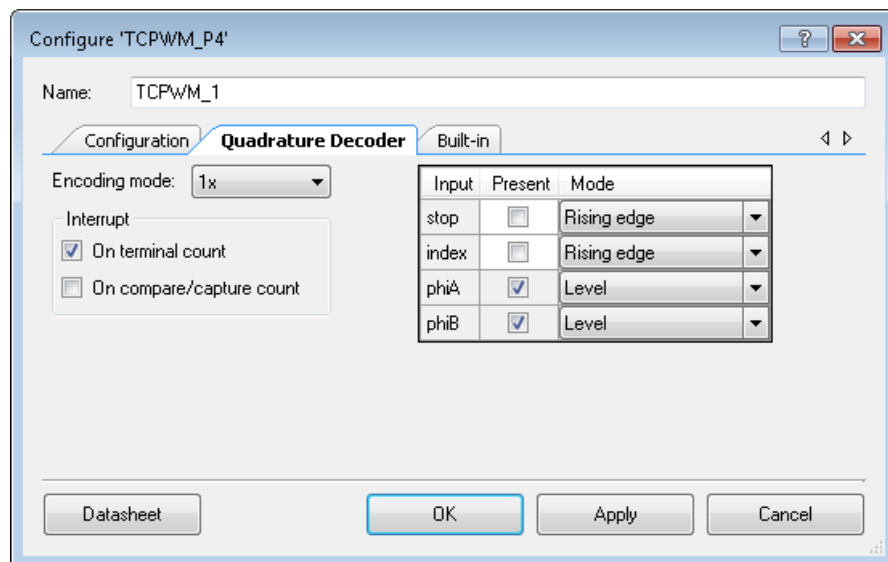 Configure 'TCPWM_P4'
Name: TCPWM_1
Configuration Quadrature Decoder Built-in
Encoding mode: 1x
Interrupt
On terminal count
On compare/capture count
Input Present Mode
stop Rising edge
index Rising edge
phiA Level
phiB Level
Datasheet OK Apply Cancel